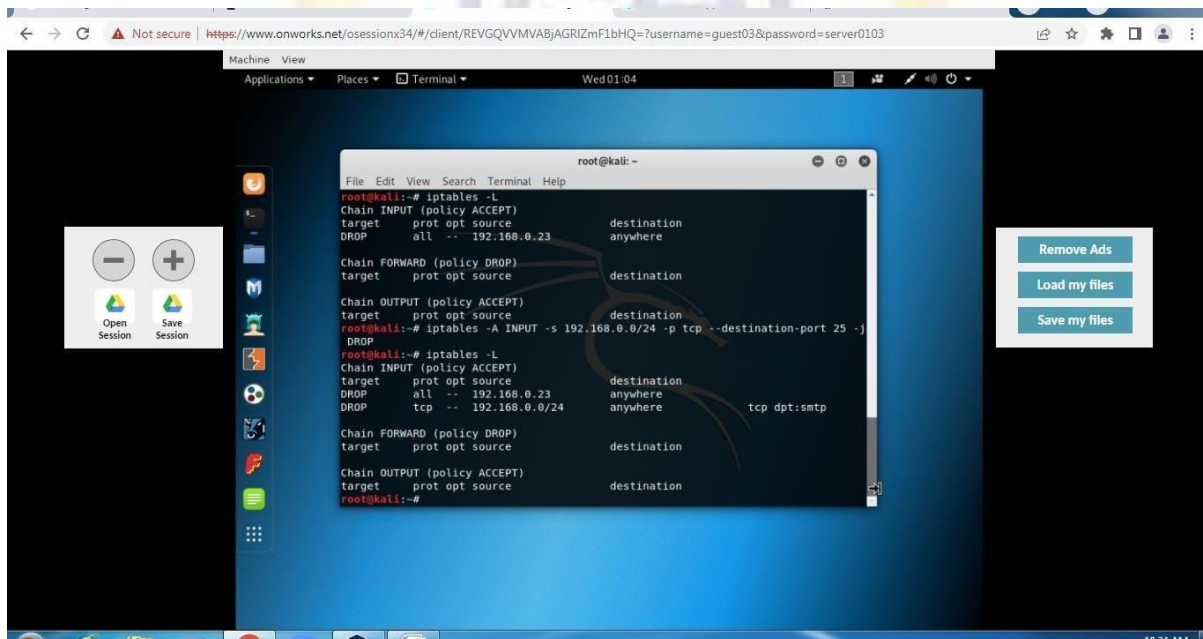 Not secure | https://www.onworks.net/osessionx34/#/client/REVGQVVMVABjAGRIZmF1bHQ=?username=guest03&password=server0103
Machine View
Applications Places Terminal Wed 01:04 1
root@kali: ~
File Edit View Search Terminal Help
root@kali:~# iptables -L
Chain INPUT (policy ACCEPT)
target prot opt source destination
DROP all -- 192.168.0.23 anywhere
Chain FORWARD (policy DROP)
target prot opt source destination
Chain OUTPUT (policy ACCEPT)
target prot opt source destination
root@kali:~# iptables -A INPUT -s 192.168.0.0/24 -p tcp --destination-port 25 -j
DROP
root@kali:~# iptables -L
Chain INPUT (policy ACCEPT)
target prot opt source destination
DROP all -- 192.168.0.23 anywhere
DROP tcp -- 192.168.0.0/24 anywhere tcp dpt:smtp
Chain FORWARD (policy DROP)
target prot opt source destination
Chain OUTPUT (policy ACCEPT)
target prot opt source destination
root@kali:~#
Open Session
Save Session
Remove Ads
Load my files
Save my files